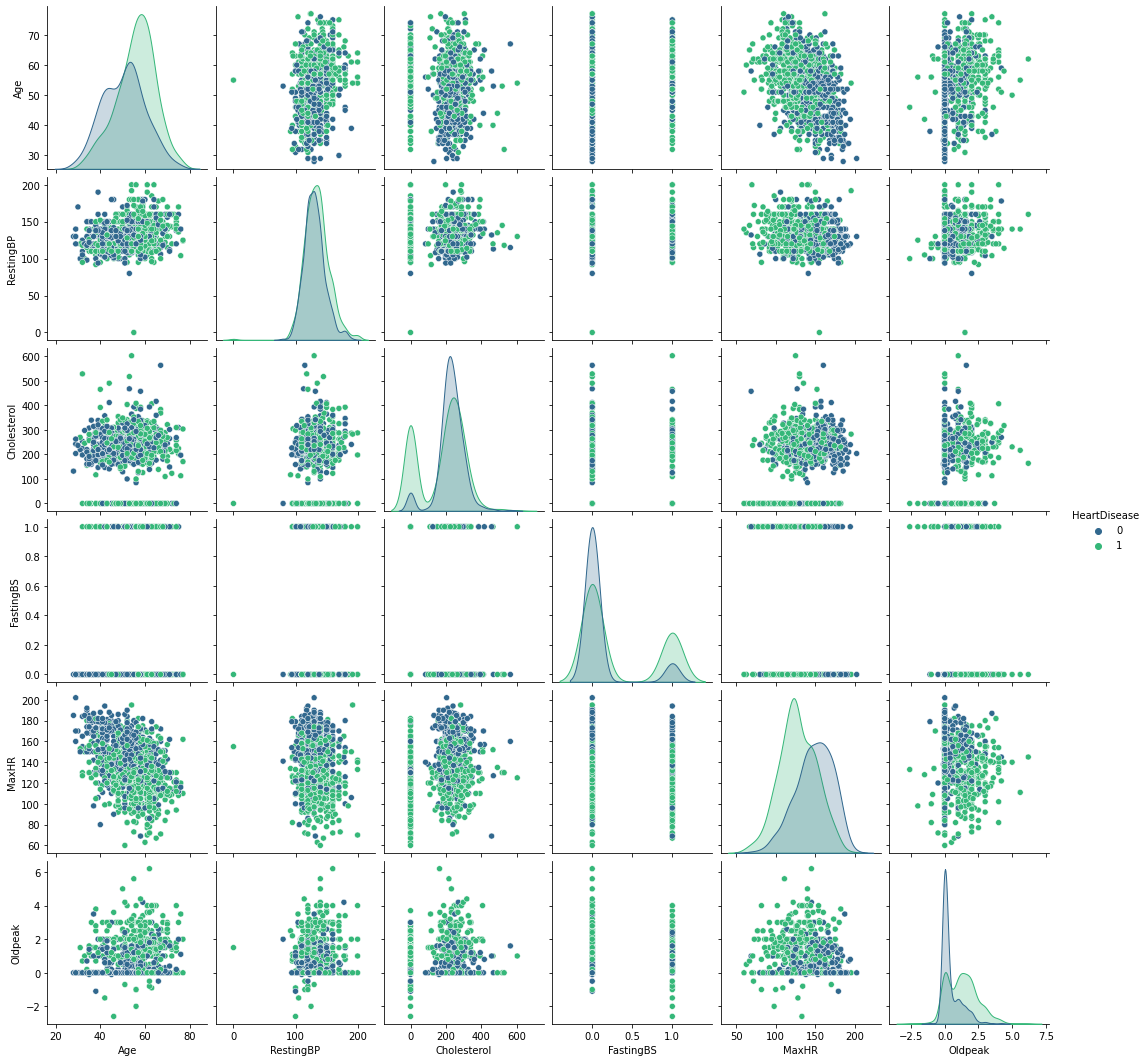 70
60
50
40
30
Age
200
150
100
50
0
RestingBP
600
500
400
300
200
100
0
Cholesterol
1.0
0.8
0.6
0.4
0.2
0.0
FastingBS
HeartDisease
0
1
200
180
160
140
120
100
80
60
MaxHR
6
4
2
0
−2
Oldpeak
20 40 60 80
0 100 200
0 200 400 600
0.0 0.5 1.0
50 100 150 200
−2.5 0.0 2.5 5.0 7.5
Age RestingBP Cholesterol FastingBS MaxHR Oldpeak